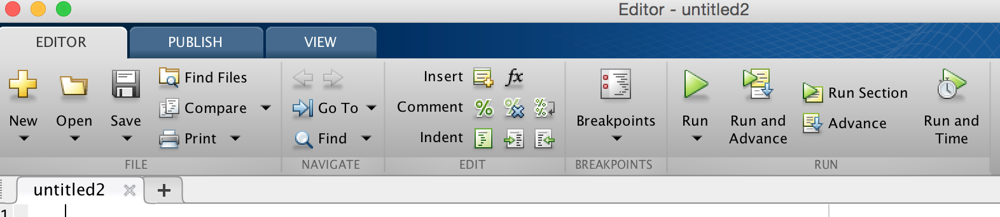 Editor - untitled2
EDITOR PUBLISH VIEW
New
Open
Save
Find Files
Compare
Print
FILE
Go To
Find
NAVIGATE
Insert fx
Comment % % %
Indent
EDIT
Breakpoints
BREAKPOINTS
Run
Run and
Advance
Run Section
Advance
Run and
Time
RUN
untitled2 +
1